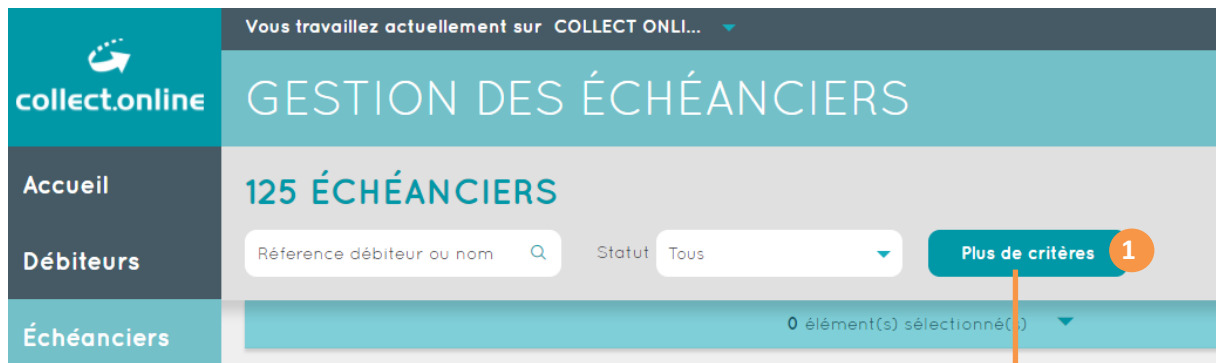 Vous travaillez actuellement sur COLLECT ONLI...
collect.online
GESTION DES ÉCHÉANCIERS
Accueil
125 ÉCHÉANCIERS
Débiteurs
Réference débiteur ou nom
Statut Tous
Plus de critères 1
Échéanciers
0 élément(s) sélectionné(s)